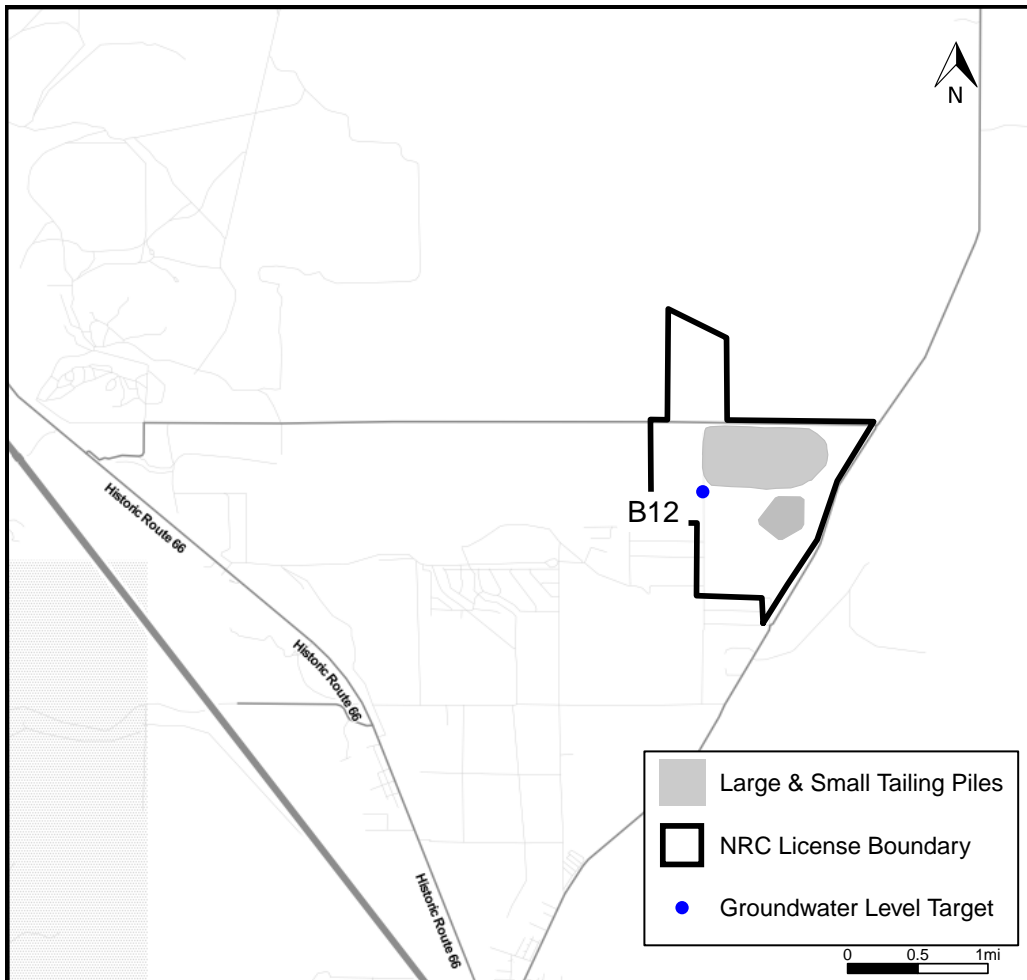 N
B12
Historic Route 66
Historic Route 66
Historic Route 66
Large & Small Tailing Piles
NRC License Boundary
Groundwater Level Target
0 0.5 1mi